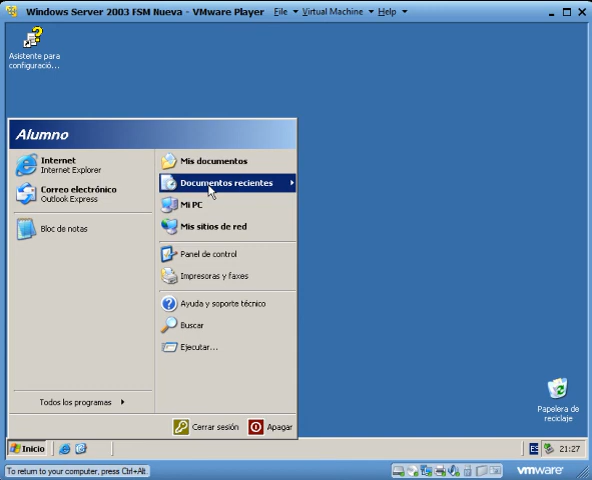 Windows Server 2003 FSM Nueva - VMware Player File Virtual Machine Help
Asistente para
configuració...
Alumno
Internet
Internet Explorer
Correo electrónico
Outlook Express
Bloc de notas
Todos los programas
Mis documentos
Documentos recientes
Mi PC
Mis sitios de red
Panel de control
Impresoras y faxes
Ayuda y soporte técnico
Buscar
Ejecutar...
Cerrar sesión Apagar
Papelera de
reciclaje
Inicio ES 21:27
To return to your computer, press Ctrl+Alt. vmware